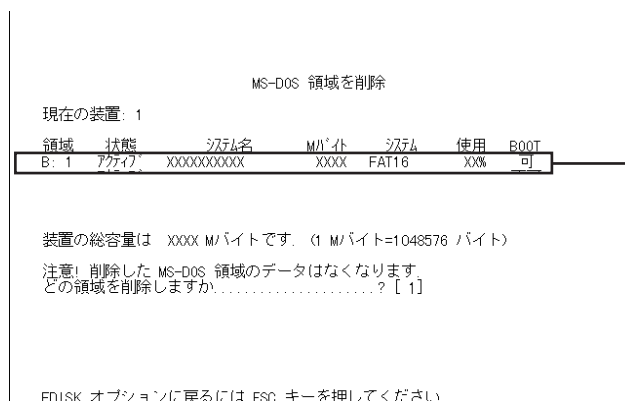 MS-DOS 領域を削除
現在の装置: 1
領域 状態 システム名 Mバイト システム 使用 BOOT
B: 1 アクティブ XXXXXXXXXX XXXX FAT16 XX% 可
装置の総容量は XXXX Mバイトです. (1 Mバイト=1048576 バイト)
注意! 削除した MS-DOS 領域のデータはなくなります.
どの領域を削除しますか.....................? [ 1]
FDISK オプションに戻るには ESC キーを押してください